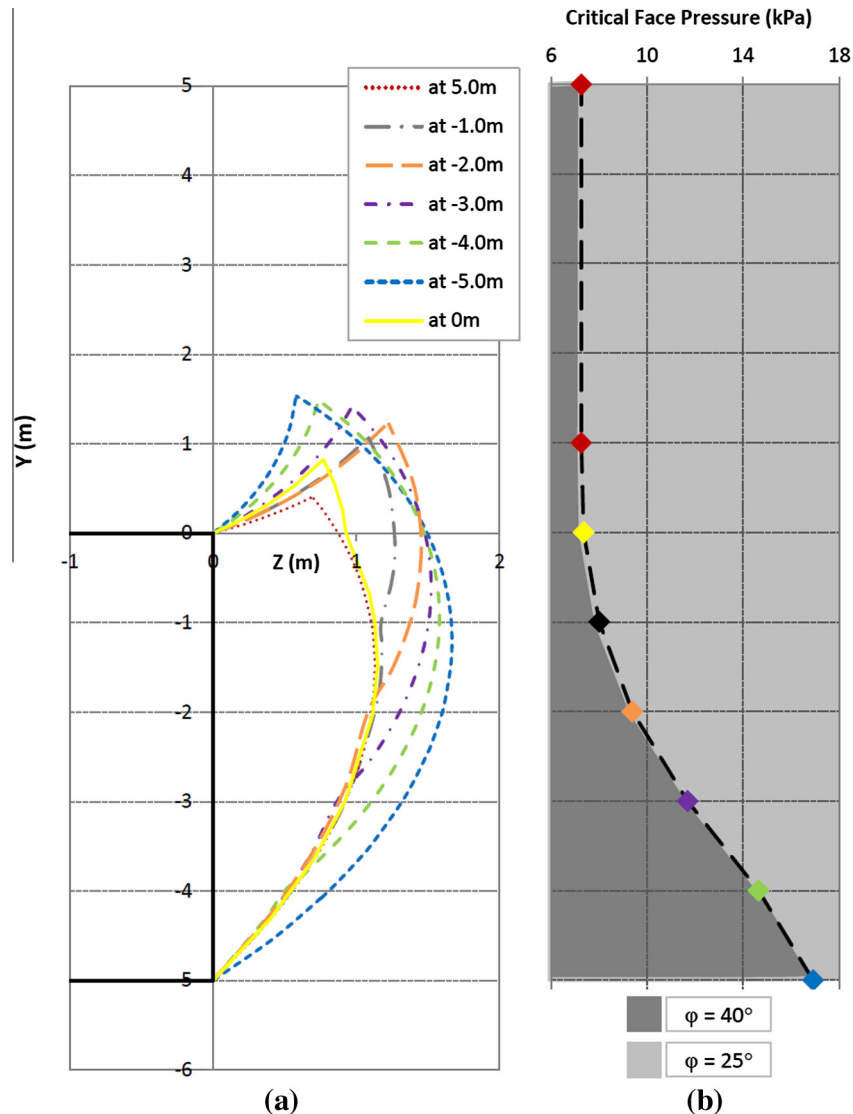 Critical Face Pressure (kPa)
6 10 14 18
at 5.0m
at -1.0m
at -2.0m
at -3.0m
at -4.0m
at -5.0m
at 0m
5
4
3
2
1
0
-1
-2
-3
-4
-5
-6
Y (m)
-1 0 1 2
Z (m)
φ = 40°
φ = 25°
(a) (b)